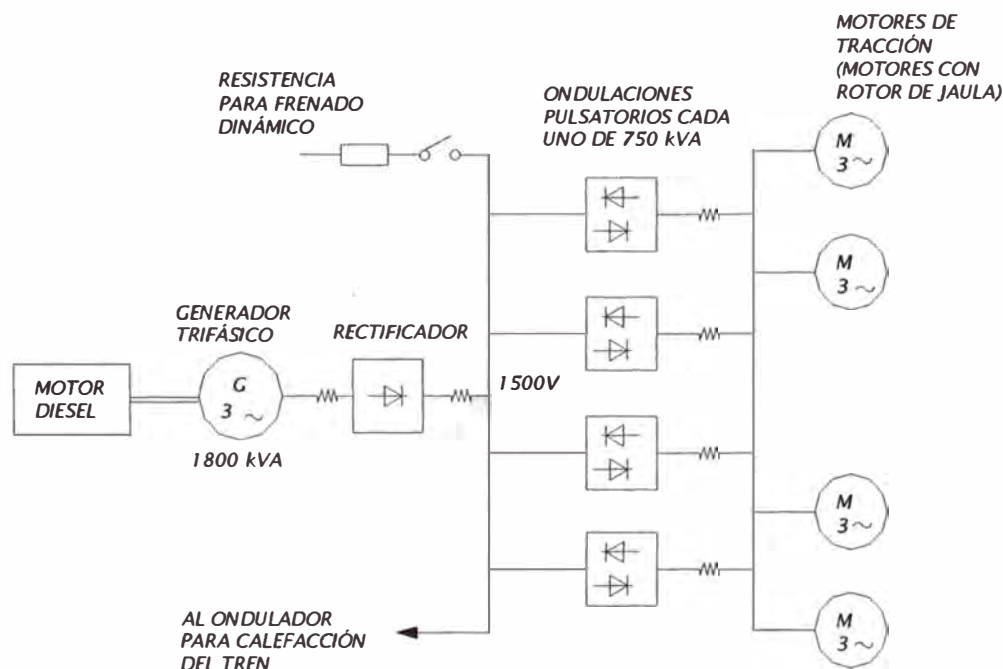 MOTORES DE
TRACCIÓN
(MOTORES CON
ROTOR DE JAULA)
RESISTENCIA
PARA FRENADO
DINÁMICO
ONDULACIONES
PULSATORIOS CADA
UNO DE 750 kVA
M
3 ~
M
3 ~
GENERADOR
TRIFÁSICO
RECTIFICADOR
MOTOR
DIESEL
G
3 ~
1500V
1800 kVA
M
3 ~
M
3 ~
AL ONDULADOR
PARA CALEFACCIÓN
DEL TREN